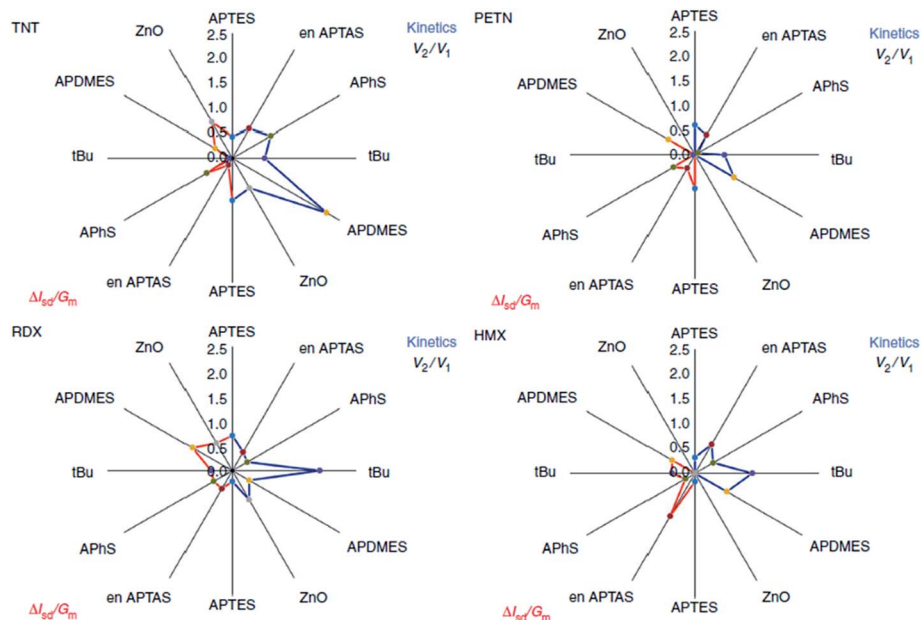 TNT
APTES
Kinetics
V2/V1
ZnO
en APTAS
APDMES
APhS
tBu
tBu
APhS
APDMES
en APTAS
ZnO
APTES
ΔIsd/Gm
2.5
2.0
1.5
1.0
0.5
0.0
PETN
APTES
Kinetics
V2/V1
ZnO
en APTAS
APDMES
APhS
tBu
tBu
APhS
APDMES
en APTAS
ZnO
APTES
ΔIsd/Gm
2.5
2.0
1.5
1.0
0.5
0.0
RDX
APTES
Kinetics
V2/V1
ZnO
en APTAS
APDMES
APhS
tBu
tBu
APhS
APDMES
en APTAS
ZnO
APTES
ΔIsd/Gm
2.5
2.0
1.5
1.0
0.5
0.0
HMX
APTES
Kinetics
V2/V1
ZnO
en APTAS
APDMES
APhS
tBu
tBu
APhS
APDMES
en APTAS
ZnO
APTES
ΔIsd/Gm
2.5
2.0
1.5
1.0
0.5
0.0